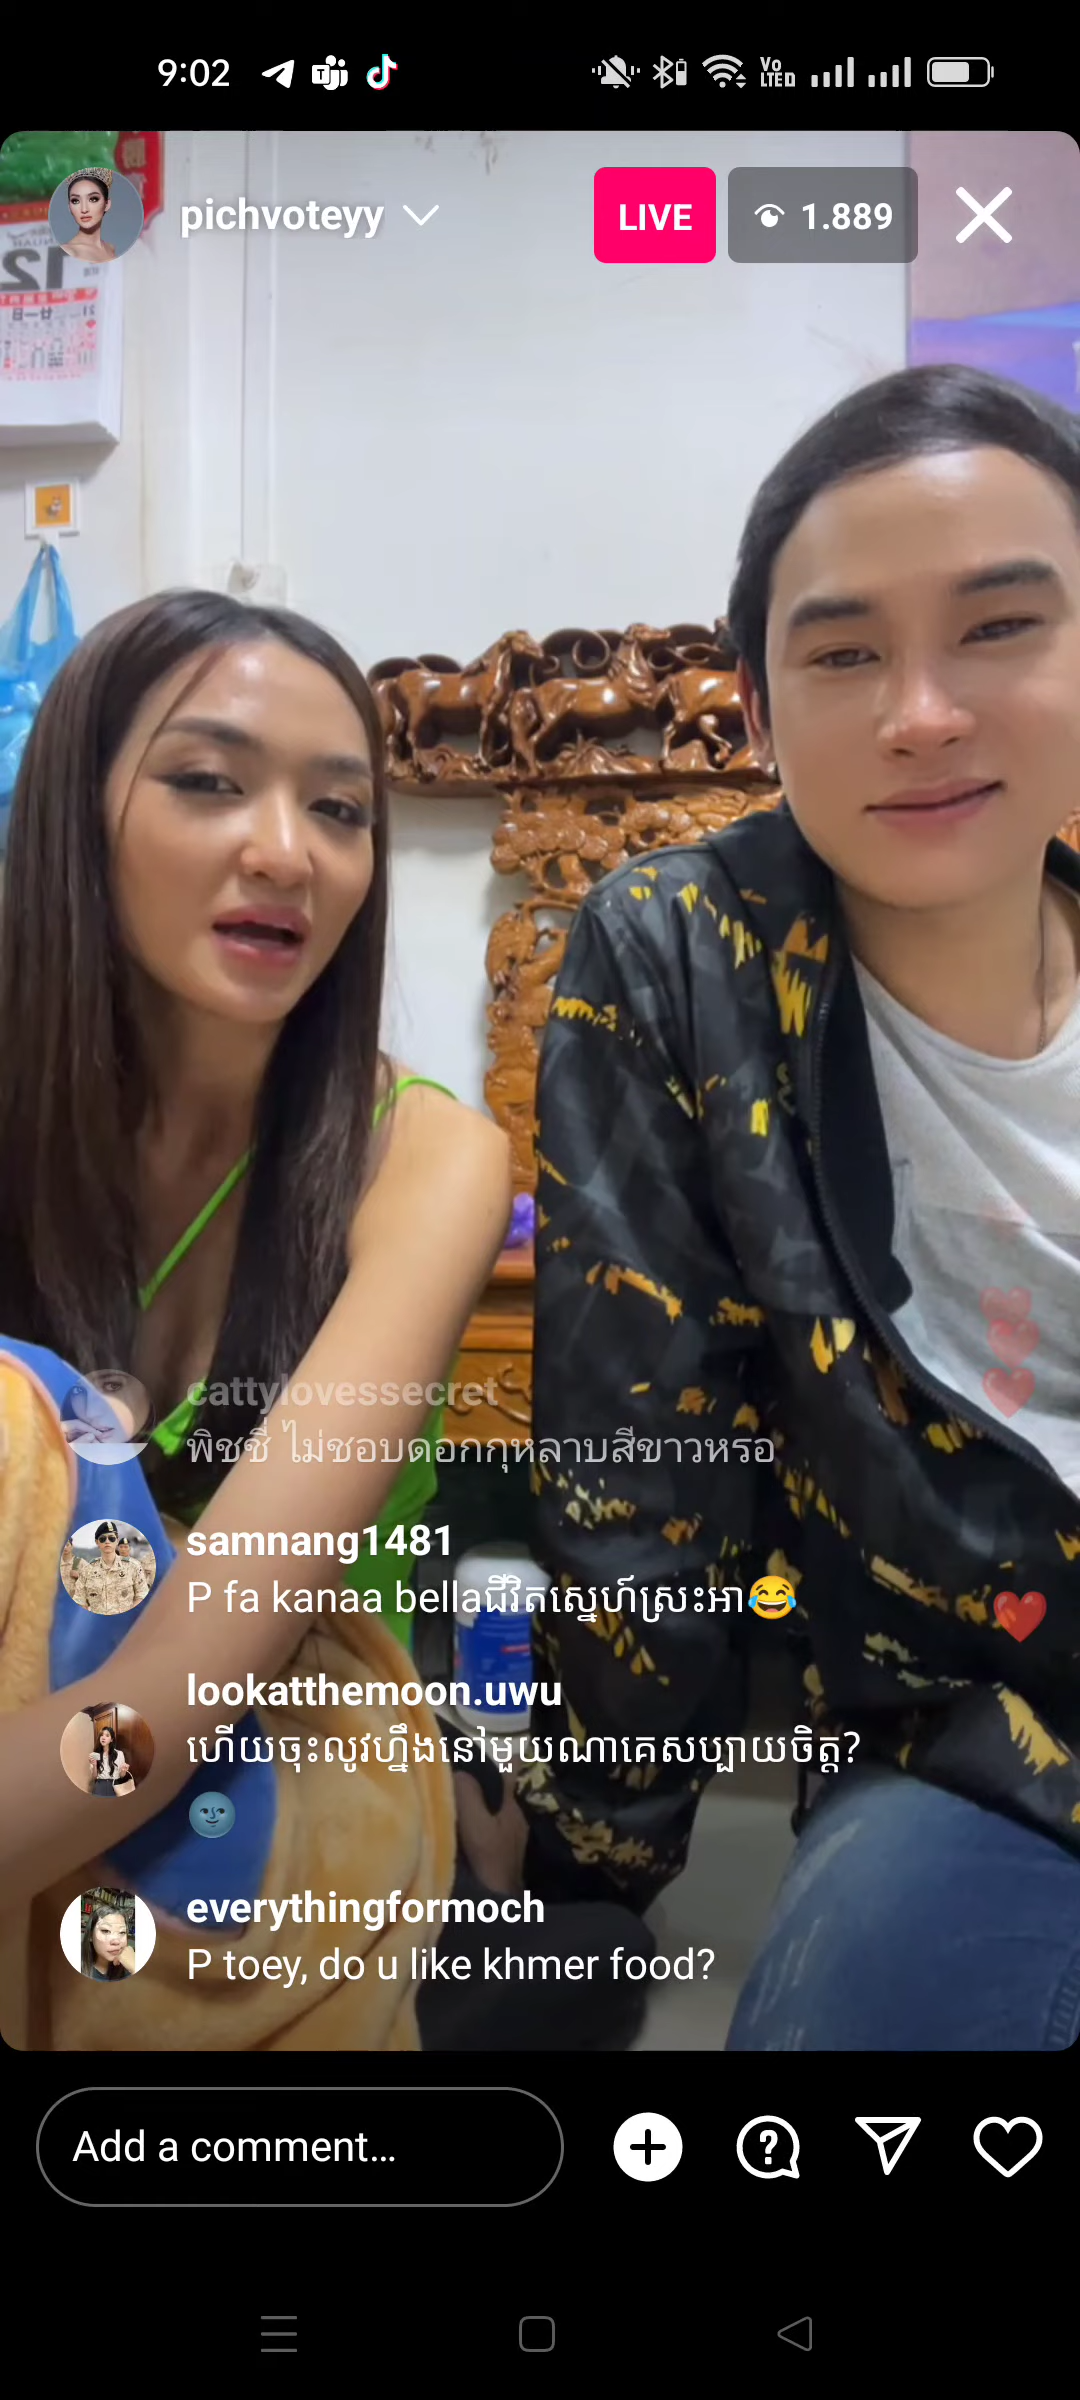 9:02
Vo
LTE
pichvoteyy
LIVE
1.889
12
cattylovessecret
พิชชี่ ไม่ชอบดอกกุหลาบสีขาวหรอ
samnang1481
P fa kanaa bellaជីវិតស្នេហ៍ស្រះអា😂
lookatthemoon.uwu
ហើយចុះលូវហ្នឹងនៅមួយណាគេសប្បាយចិត្ត?
🌚
everythingformoch
P toey, do u like khmer food?
Add a comment...